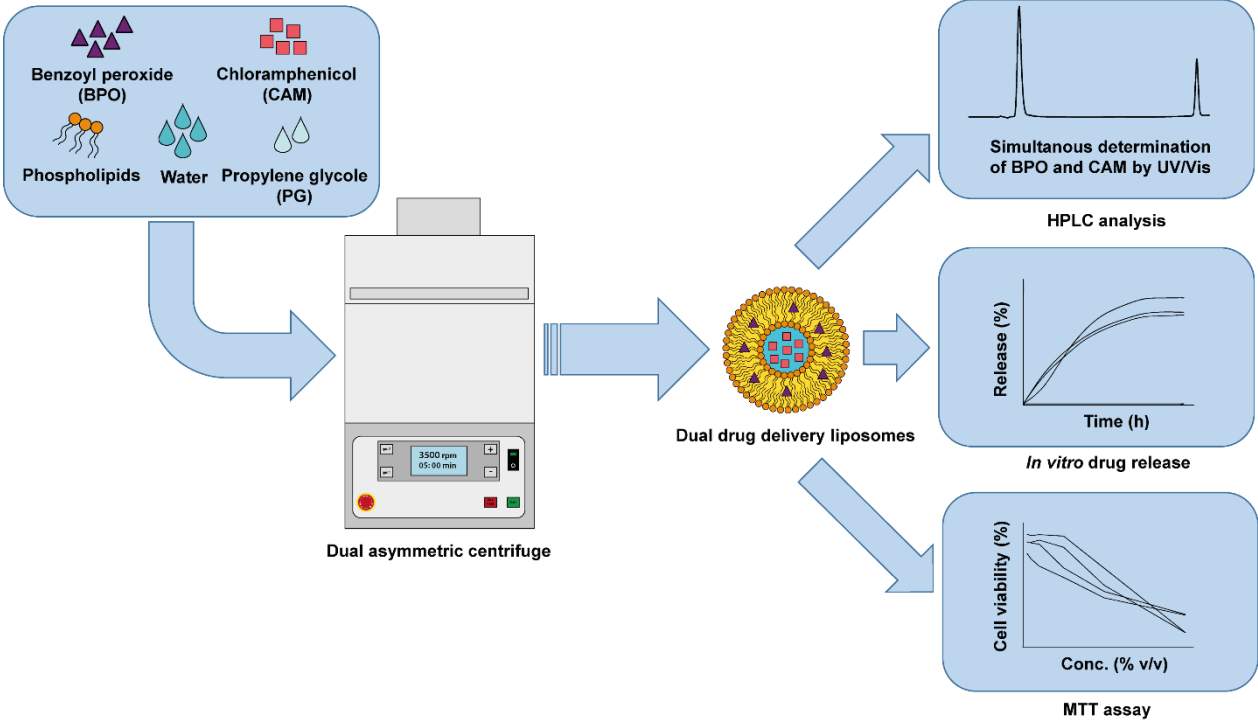 Benzoyl peroxide
(BPO)
Chloramphenicol
(CAM)
Phospholipids
Water
Propylene glycole
(PG)
3500 rpm
05:00 min
+
-
Dual asymmetric centrifuge
Dual drug delivery liposomes
Simultanous determination
of BPO and CAM by UV/Vis
HPLC analysis
Release (%)
Time (h)
In vitro drug release
Cell viability (%)
Conc. (% v/v)
MTT assay